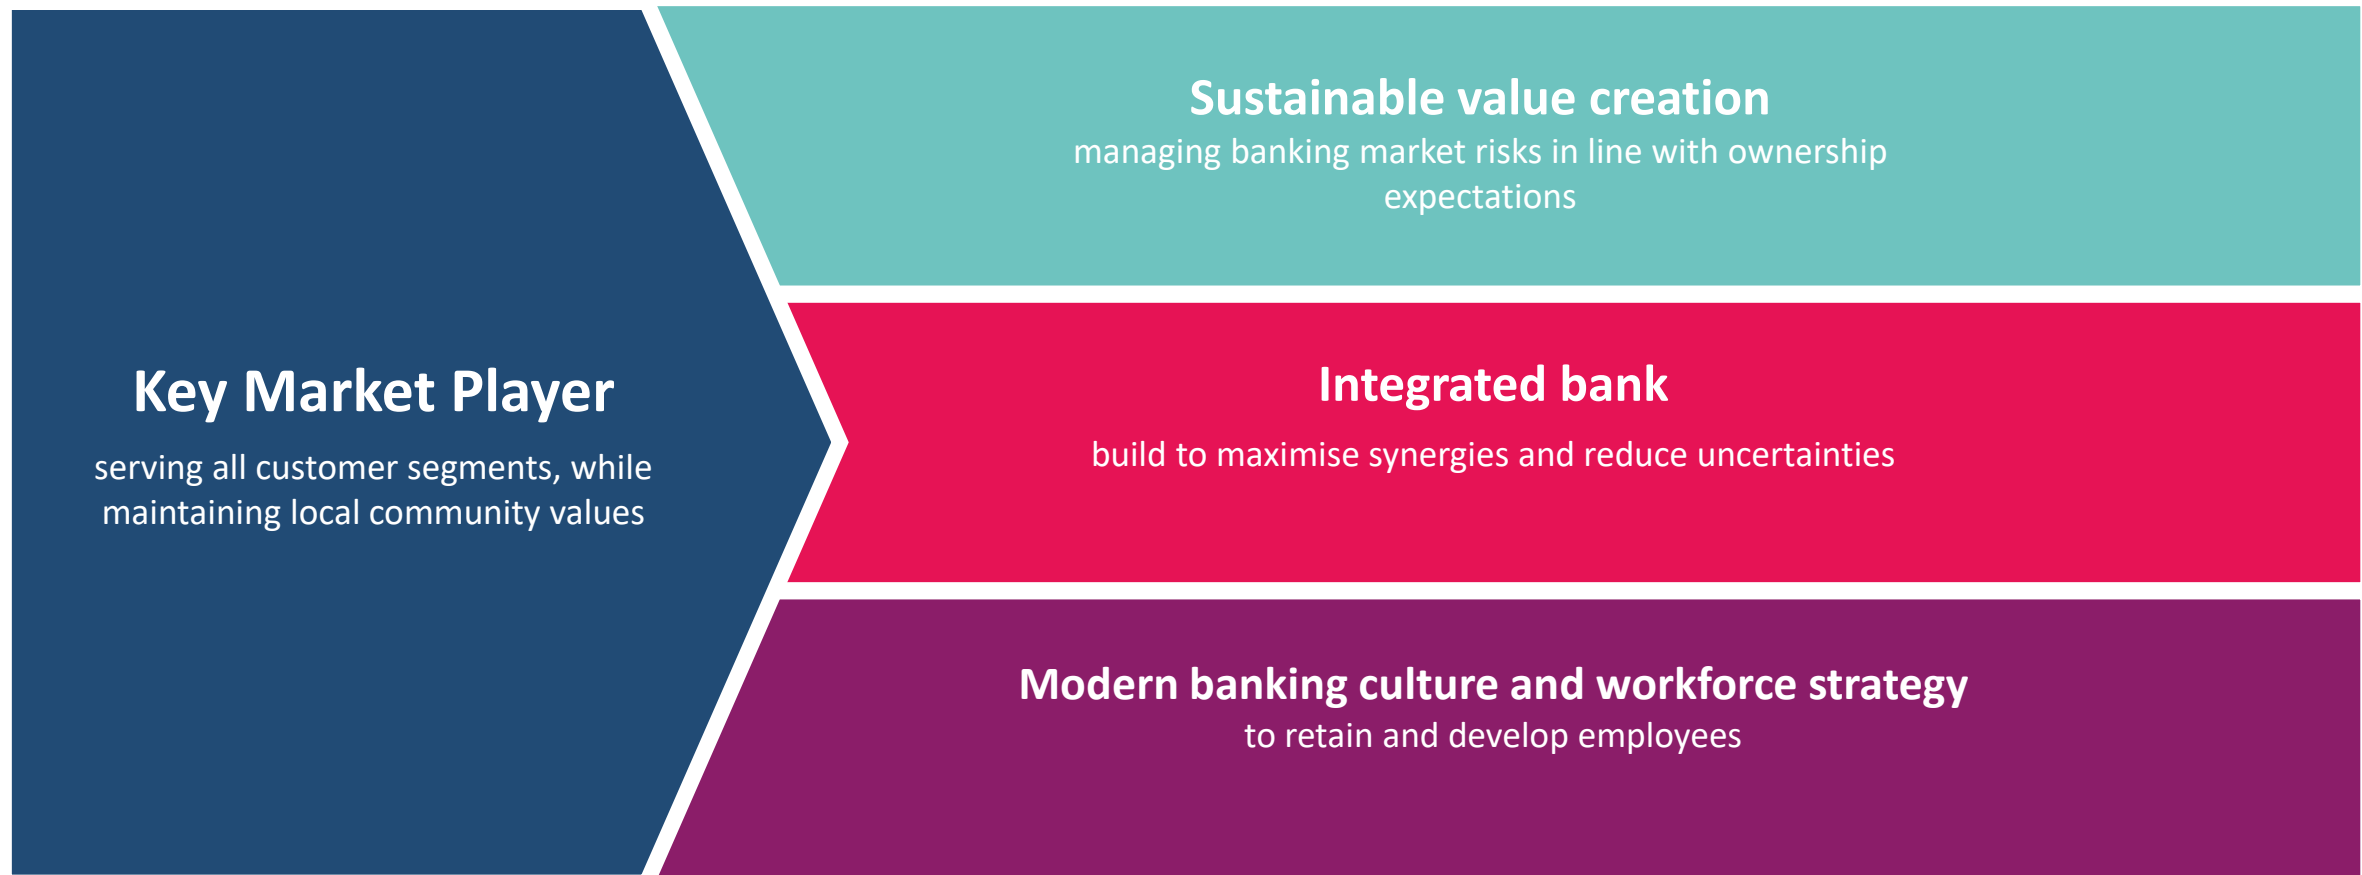 Key Market Player
serving all customer segments, while
maintaining local community values
Sustainable value creation
managing banking market risks in line with ownership
expectations
Integrated bank
build to maximise synergies and reduce uncertainties
Modern banking culture and workforce strategy
to retain and develop employees